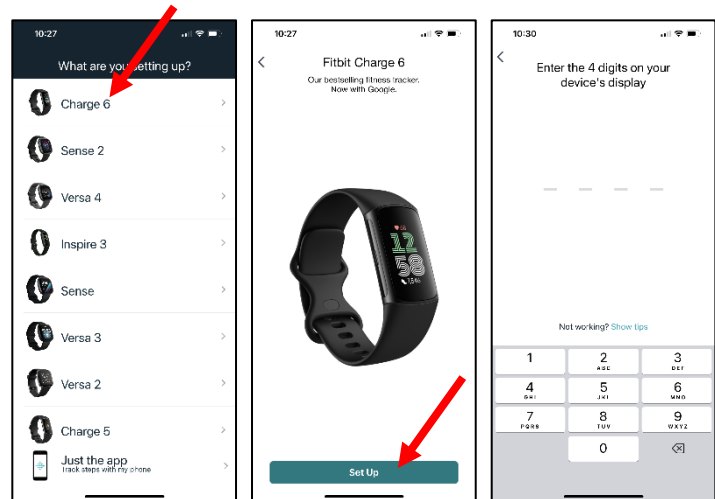 10:27
What are you setting up?
Charge 6
Sense 2
Versa 4
Inspire 3
Sense
Versa 3
Versa 2
Charge 5
Just the app
Track steps with my phone
10:27
Fitbit Charge 6
Our bestselling fitness tracker.
Now with Google.
12
58
Set Up
10:30
Enter the 4 digits on your
device's display
Not working? Show tips
1
2
ABC
3
DEF
4
GHI
5
JKL
6
MNO
7
PQRS
8
TUV
9
WXYZ
0